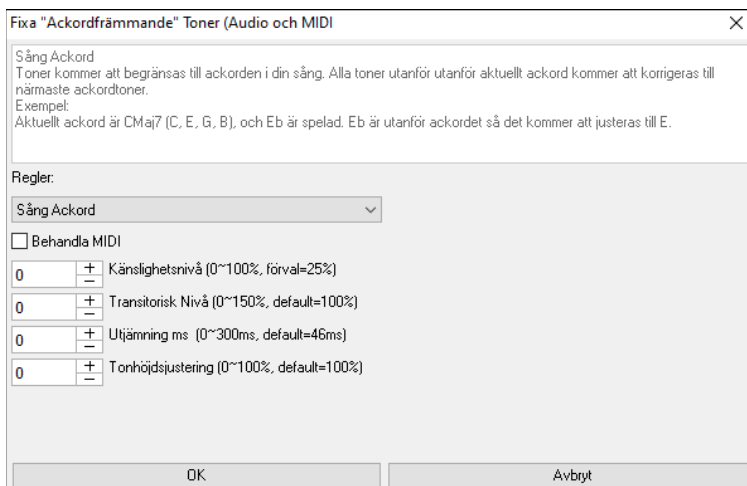 Fixa "Ackordfrämmande" Toner (Audio och MIDI
Sång Ackord
Toner kommer att begränsas till ackorden i din sång. Alla toner utanför utanför aktuellt ackord kommer att korrigeras till
närmaste ackordtoner.
Exempel:
Aktuellt ackord är CMaj7 (C, E, G, B), och Eb är spelad. Eb är utanför ackordet så det kommer att justeras till E.
Regler:
Sång Ackord
Behandla MIDI
0 Känslighetsnivå (0~100%, förval=25%)
0 Transitorisk Nivå (0~150%, default=100%)
0 Utjämning ms (0~300ms, default=46ms)
0 Tonhöjdsjustering (0~100%, default=100%)
OK Avbryt